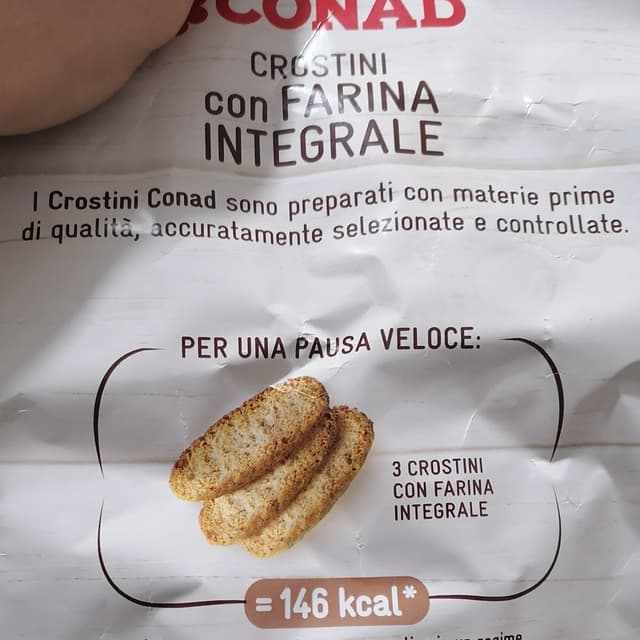 CONAD
CROSTINI
con FARINA
INTEGRALE
I Crostini Conad sono preparati con materie prime
di qualità, accuratamente selezionate e controllate.
PER UNA PAUSA VELOCE:
3 CROSTINI
CON FARINA
INTEGRALE
= 146 kcal*